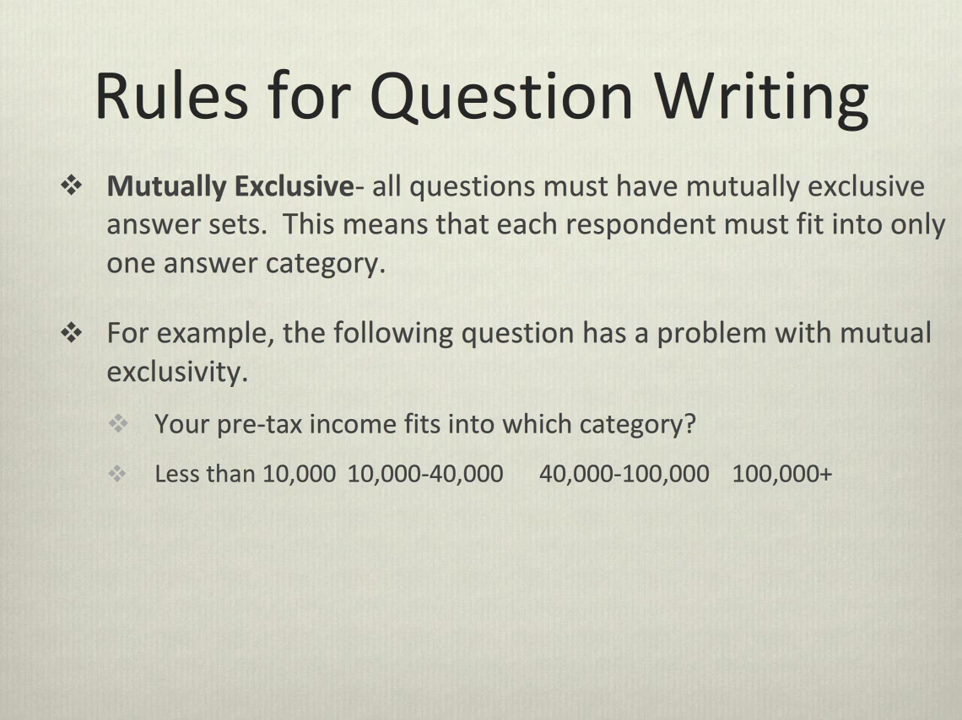 Rules for Question Writing
❖ Mutually Exclusive- all questions must have mutually exclusive
answer sets.  This means that each respondent must fit into only
one answer category.
❖ For example, the following question has a problem with mutual
exclusivity.
❖ Your pre-tax income fits into which category?
❖ Less than 10,000  10,000-40,000    40,000-100,000   100,000+